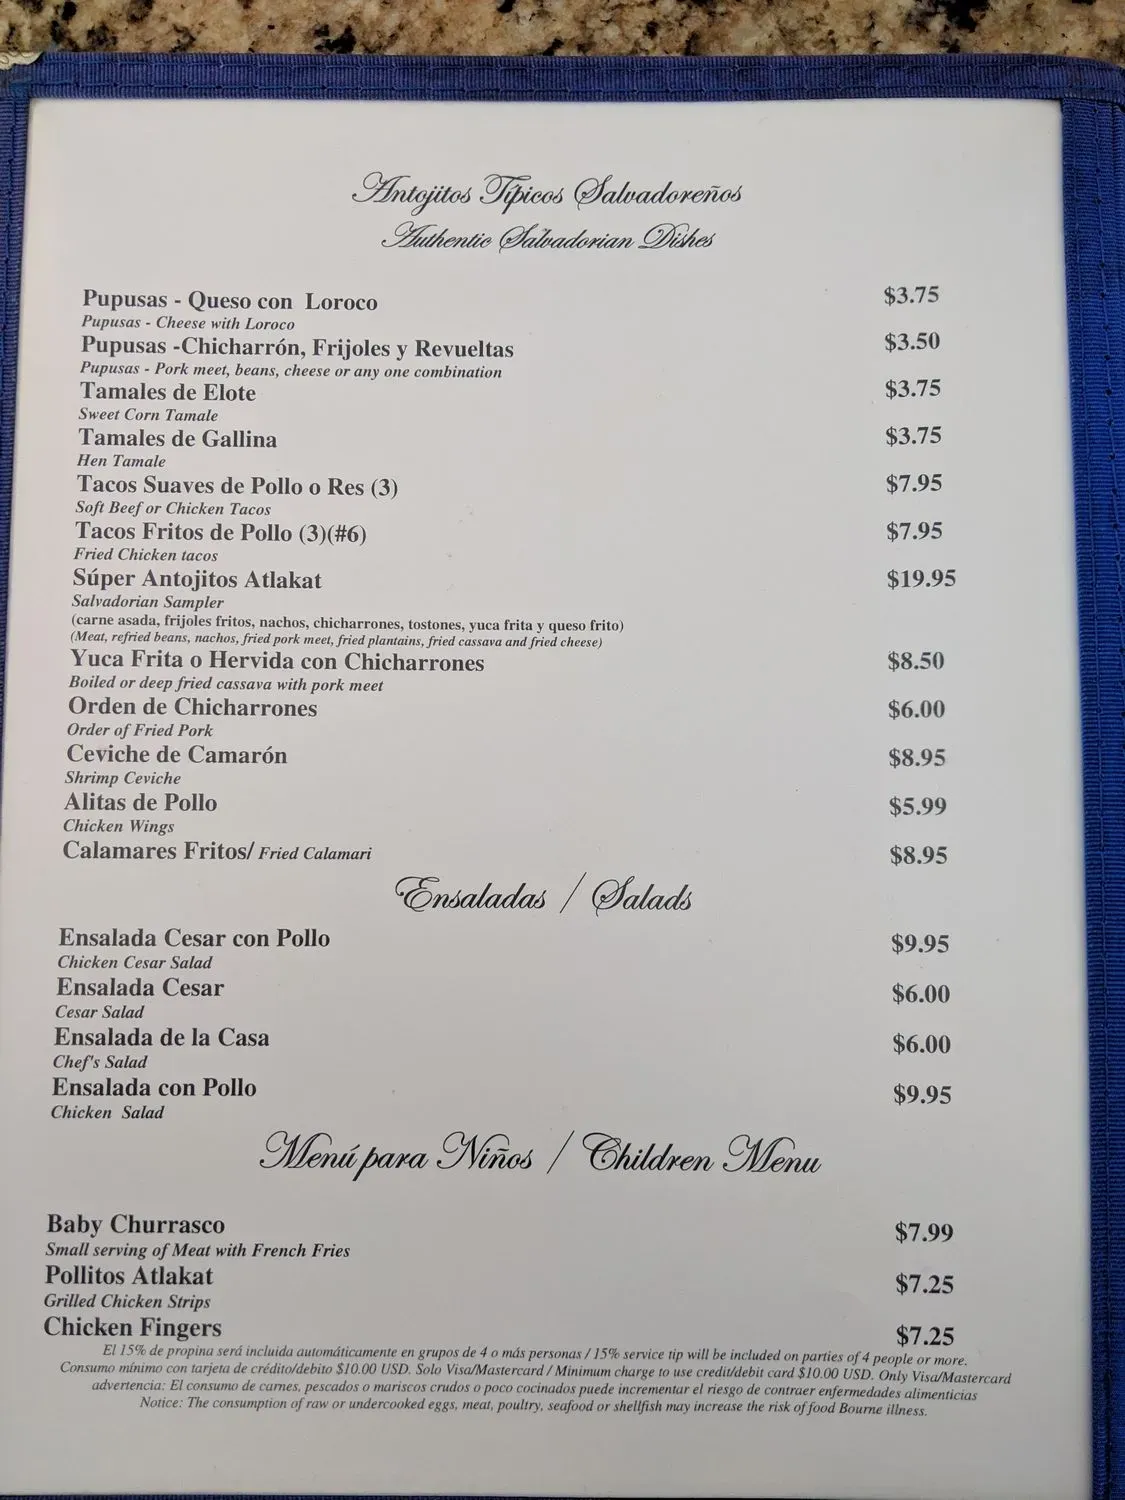 Antojitos Típicos Salvadoreños
Authentic Salvadorian Dishes
Pupusas - Queso con Loroco $3.75
Pupusas - Cheese with Loroco
Pupusas -Chicharrón, Frijoles y Revueltas $3.50
Pupusas - Pork meet, beans, cheese or any one combination
Tamales de Elote $3.75
Sweet Corn Tamale
Tamales de Gallina $3.75
Hen Tamale
Tacos Suaves de Pollo o Res (3) $7.95
Soft Beef or Chicken Tacos
Tacos Fritos de Pollo (3)(#6) $7.95
Fried Chicken tacos
Súper Antojitos Atlakat $19.95
Salvadorian Sampler
(carne asada, frijoles fritos, nachos, chicharrones, tostones, yuca frita y queso frito)
(Meat, refried beans, nachos, fried pork meet, fried plantains, fried cassava and fried cheese)
Yuca Frita o Hervida con Chicharrones $8.50
Boiled or deep fried cassava with pork meet
Orden de Chicharrones $6.00
Order of Fried Pork
Ceviche de Camarón $8.95
Shrimp Ceviche
Alitas de Pollo $5.99
Chicken Wings
Calamares Fritos/ Fried Calamari $8.95
Ensaladas / Salads
Ensalada Cesar con Pollo $9.95
Chicken Cesar Salad
Ensalada Cesar $6.00
Cesar Salad
Ensalada de la Casa $6.00
Chef's Salad
Ensalada con Pollo $9.95
Chicken Salad
Menú para Niños / Children Menu
Baby Churrasco $7.99
Small serving of Meat with French Fries
Pollitos Atlakat $7.25
Grilled Chicken Strips
Chicken Fingers $7.25
El 15% de propina será incluida automáticamente en grupos de 4 o más personas / 15% service tip will be included on parties of 4 people or more.
Consumo mínimo con tarjeta de crédito/debito $10.00 USD. Solo Visa/Mastercard / Minimum charge to use credit/debit card $10.00 USD. Only Visa/Mastercard
advertencia: El consumo de carnes, pescados o mariscos crudos o poco cocinados puede incrementar el riesgo de contraer enfermedades alimenticias
Notice: The consumption of raw or undercooked eggs, meat, poultry, seafood or shellfish may increase the risk of food Bourne illness.